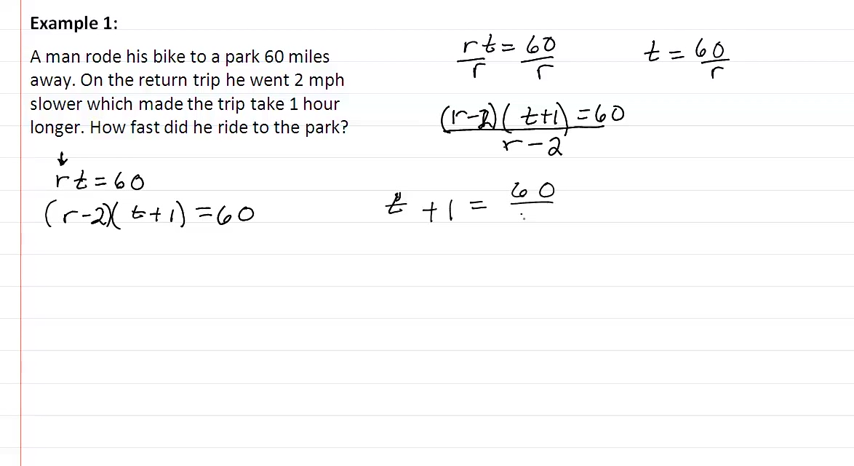 Example 1:
A man rode his bike to a park 60 miles
away. On the return trip he went 2 mph
slower which made the trip take 1 hour
longer. How fast did he ride to the park?
↓
rt = 60
(r-2)(t+1) = 60
rt = 60
r r
t = 60
r
(r-2)(t+1) = 60
r-2
t + 1 = 60